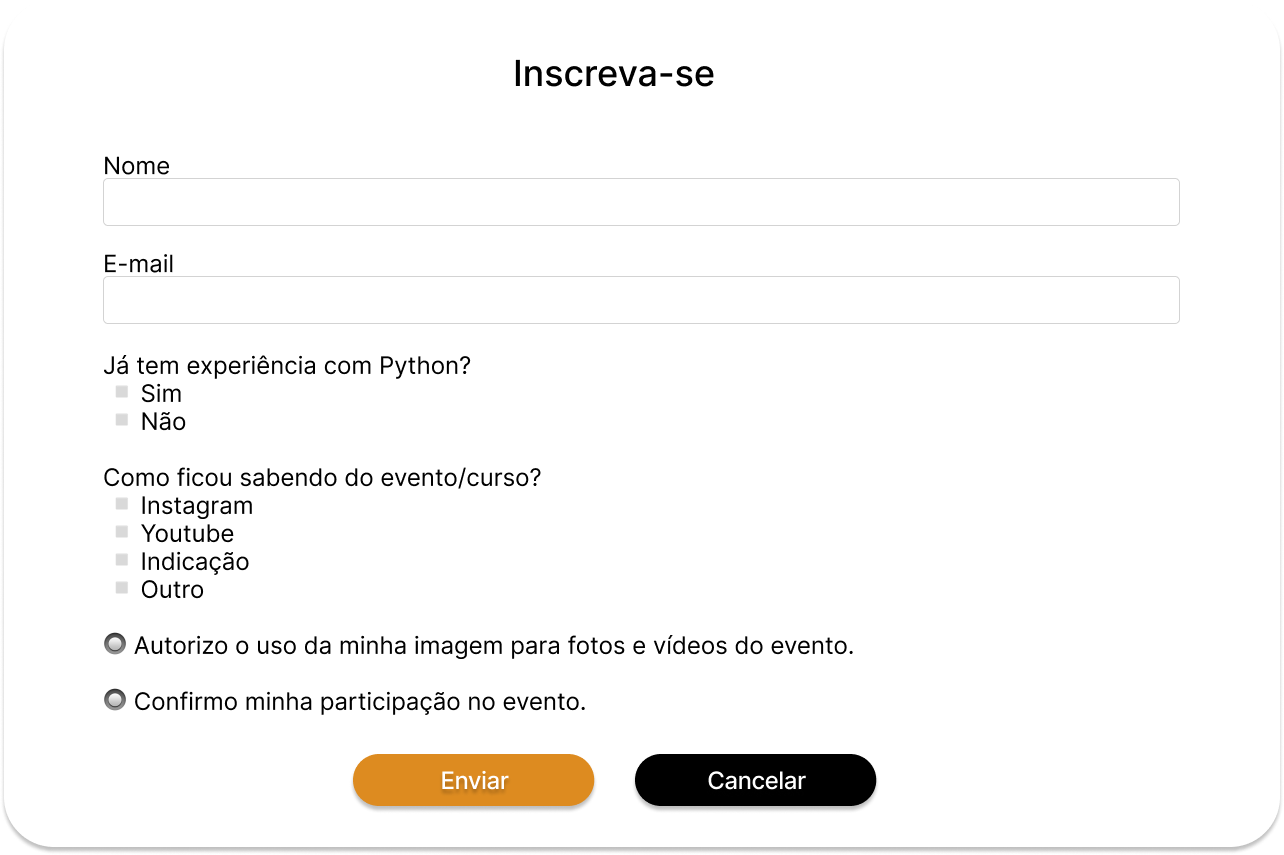 Inscreva-se
Nome
E-mail
Já tem experiência com Python?
Sim
Não
Como ficou sabendo do evento/curso?
Instagram
Youtube
Indicação
Outro
Autorizo o uso da minha imagem para fotos e vídeos do evento.
Confirmo minha participação no evento.
Enviar Cancelar